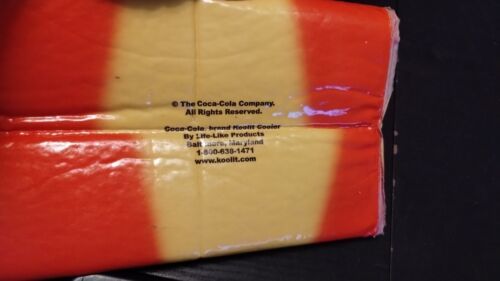 © The Coca-Cola Company.
All Rights Reserved.
Coca-Cola, brand Koolit Cooler
By Life-Like Products
Baltimore, Maryland
1-800-638-1471
www.koolit.com